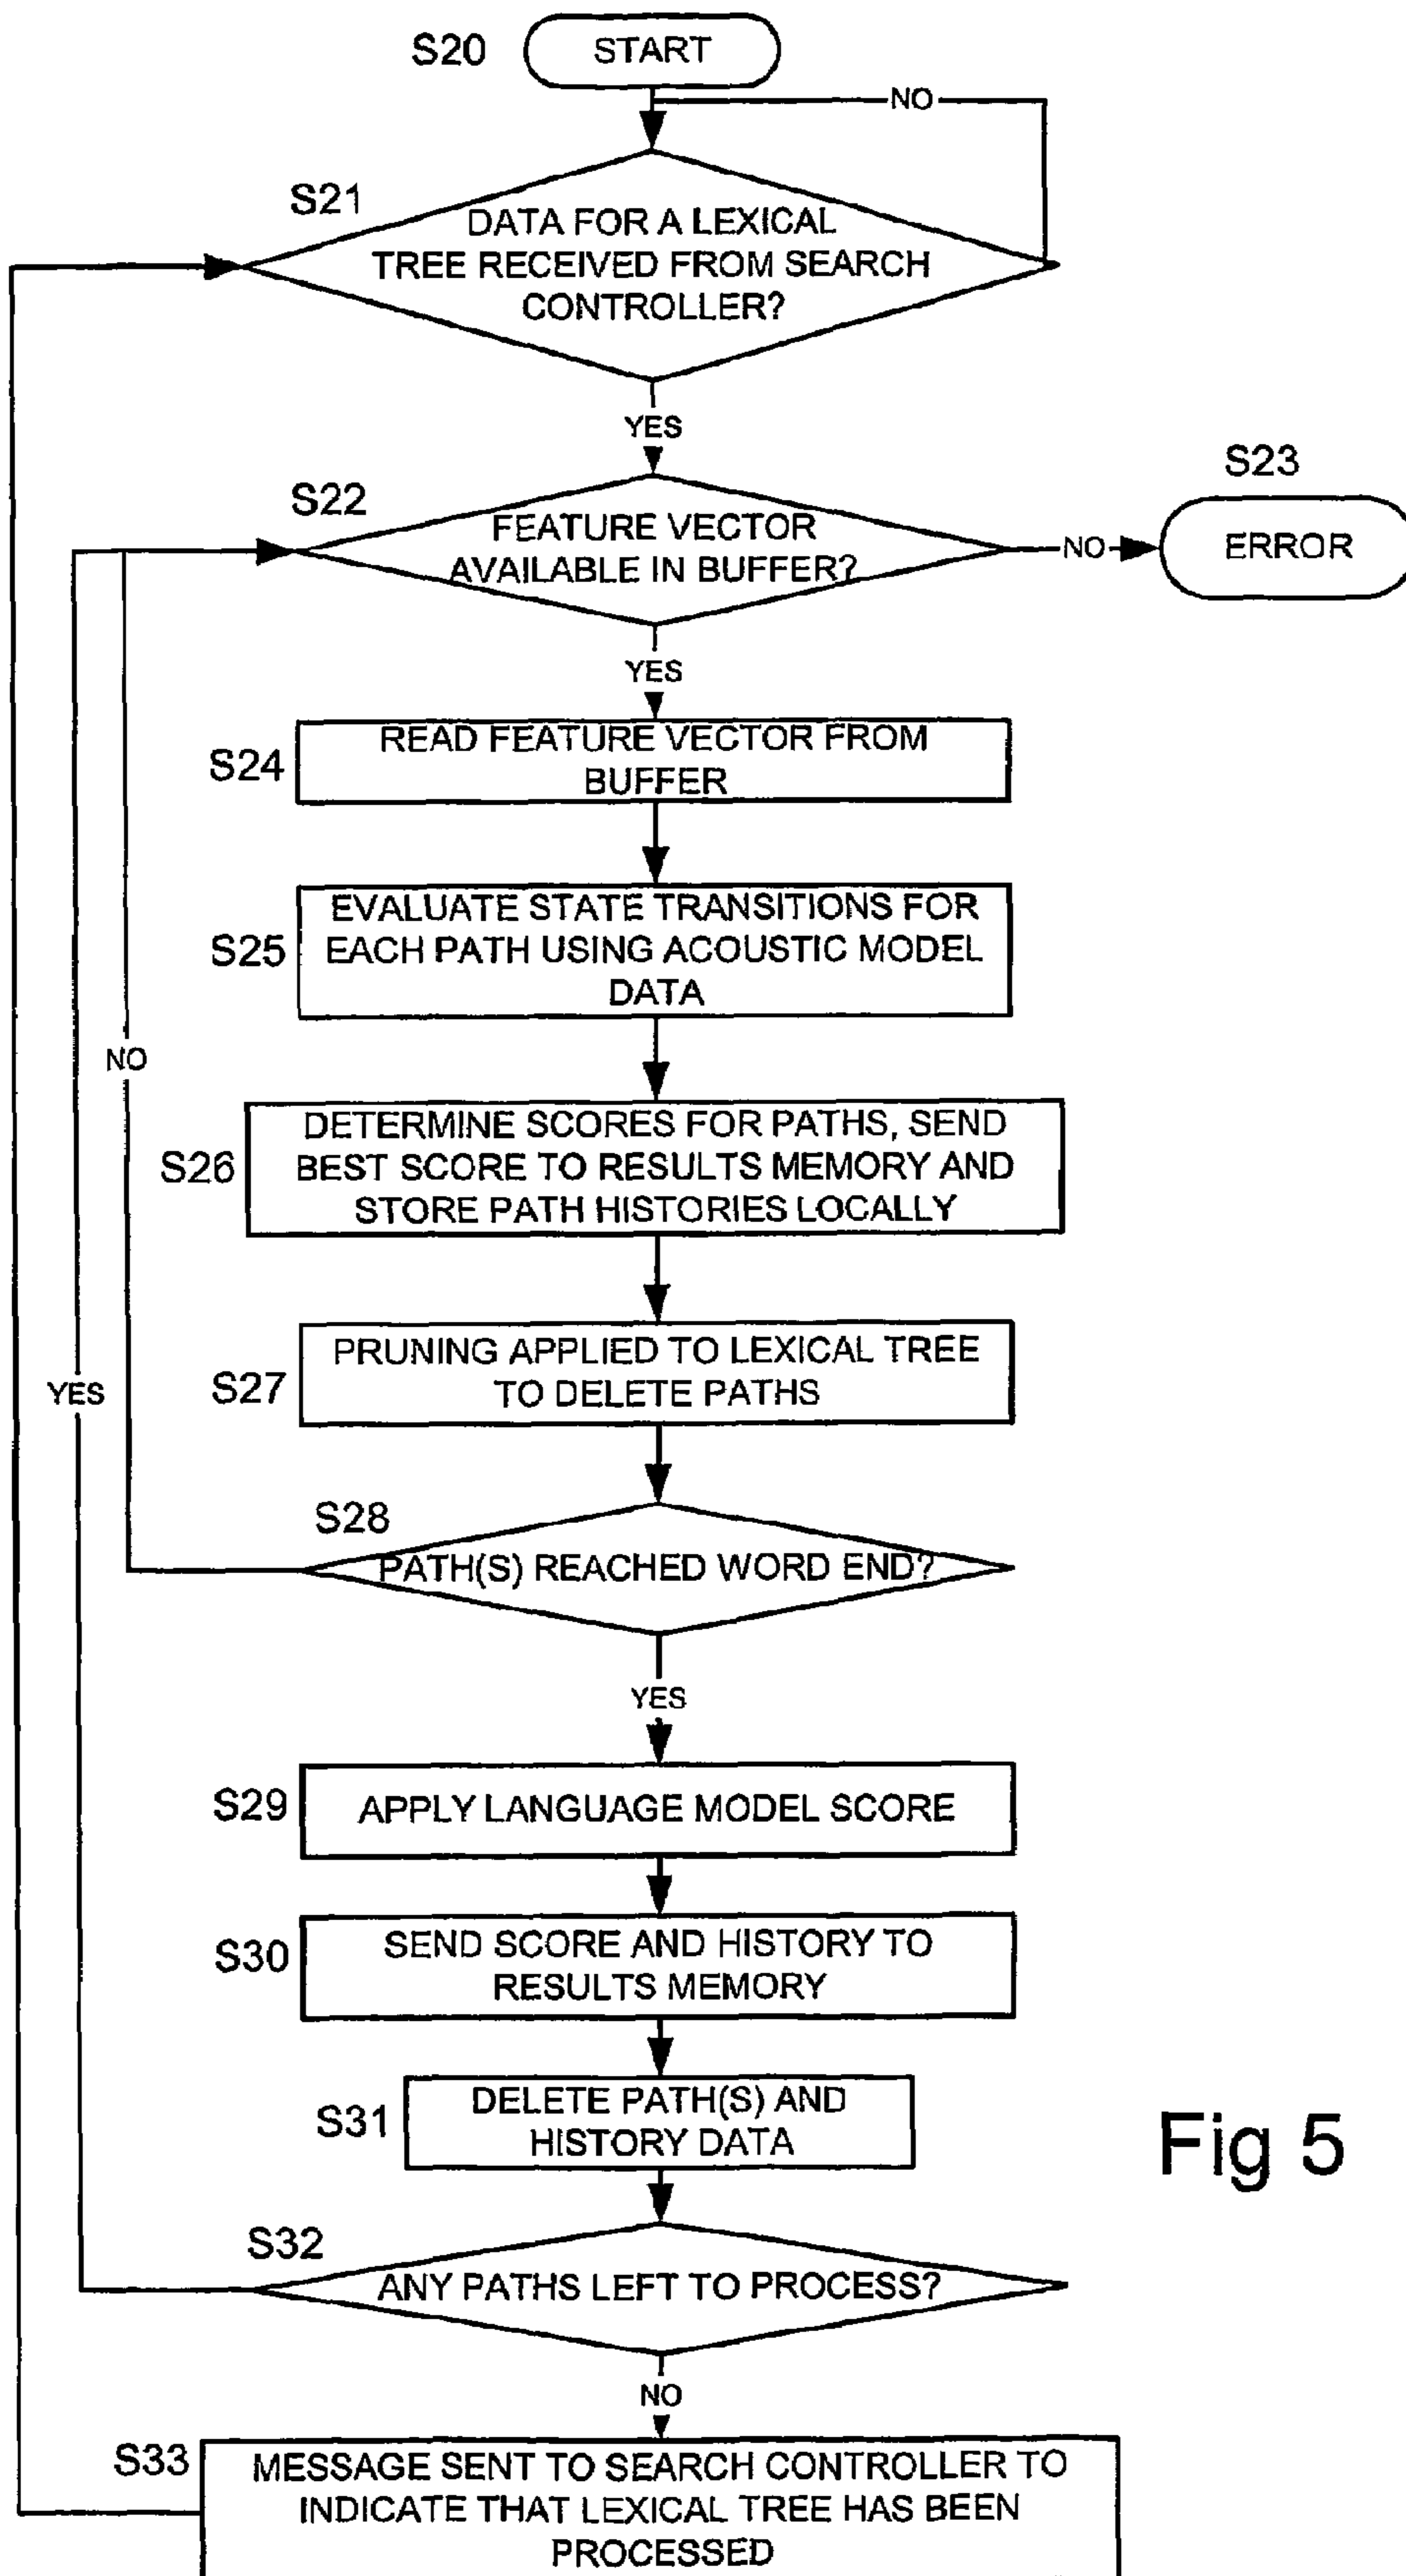 S20
START
NO
S21
DATA FOR A LEXICAL
TREE RECEIVED FROM SEARCH
CONTROLLER?
YES
S22
FEATURE VECTOR
AVAILABLE IN BUFFER?
NO
S23
ERROR
YES
S24
READ FEATURE VECTOR FROM
BUFFER
S25
EVALUATE STATE TRANSITIONS FOR
EACH PATH USING ACOUSTIC MODEL
DATA
NO
S26
DETERMINE SCORES FOR PATHS, SEND
BEST SCORE TO RESULTS MEMORY AND
STORE PATH HISTORIES LOCALLY
S27
PRUNING APPLIED TO LEXICAL TREE
TO DELETE PATHS
YES
S28
PATH(S) REACHED WORD END?
YES
S29
APPLY LANGUAGE MODEL SCORE
S30
SEND SCORE AND HISTORY TO
RESULTS MEMORY
S31
DELETE PATH(S) AND
HISTORY DATA
Fig 5
S32
ANY PATHS LEFT TO PROCESS?
NO
S33
MESSAGE SENT TO SEARCH CONTROLLER TO
INDICATE THAT LEXICAL TREE HAS BEEN
PROCESSED